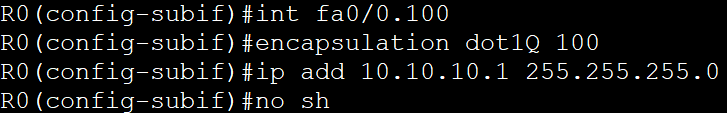 R0(config-subif)#int fa0/0.100
R0(config-subif)#encapsulation dot1Q 100
R0(config-subif)#ip add 10.10.10.1 255.255.255.0
R0(config-subif)#no sh